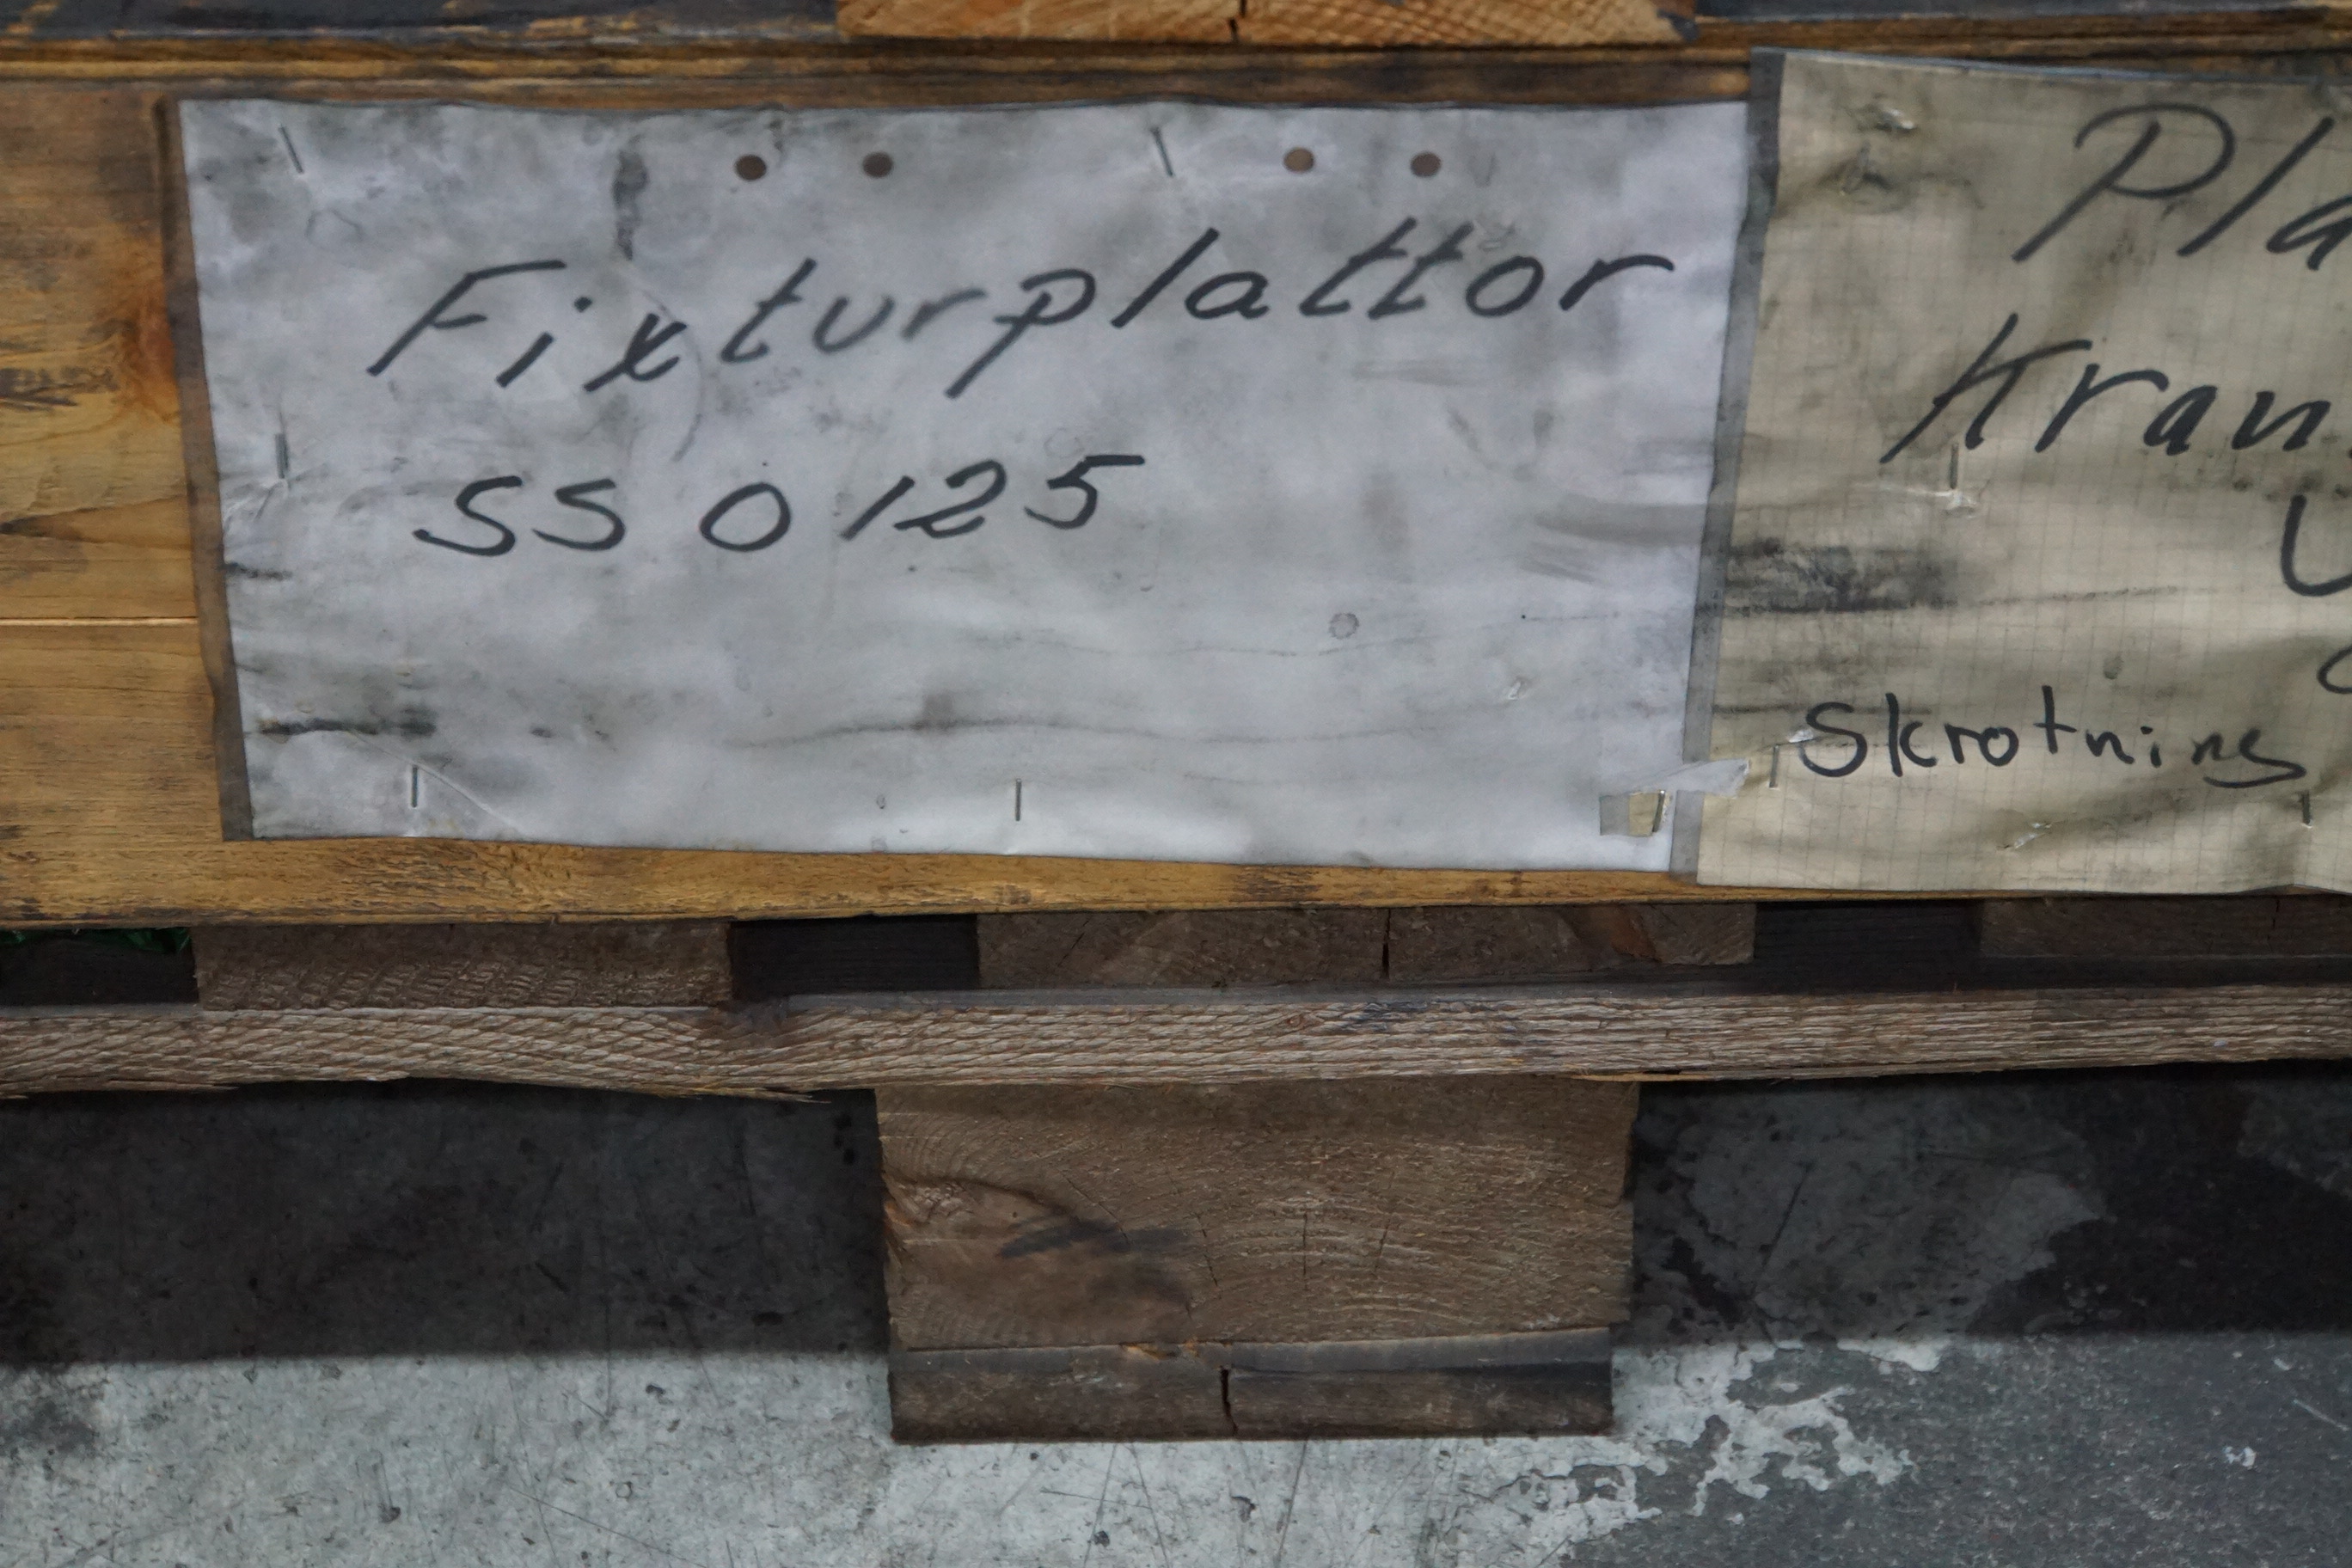 Fixturplattor
SS 0125
Skrotning